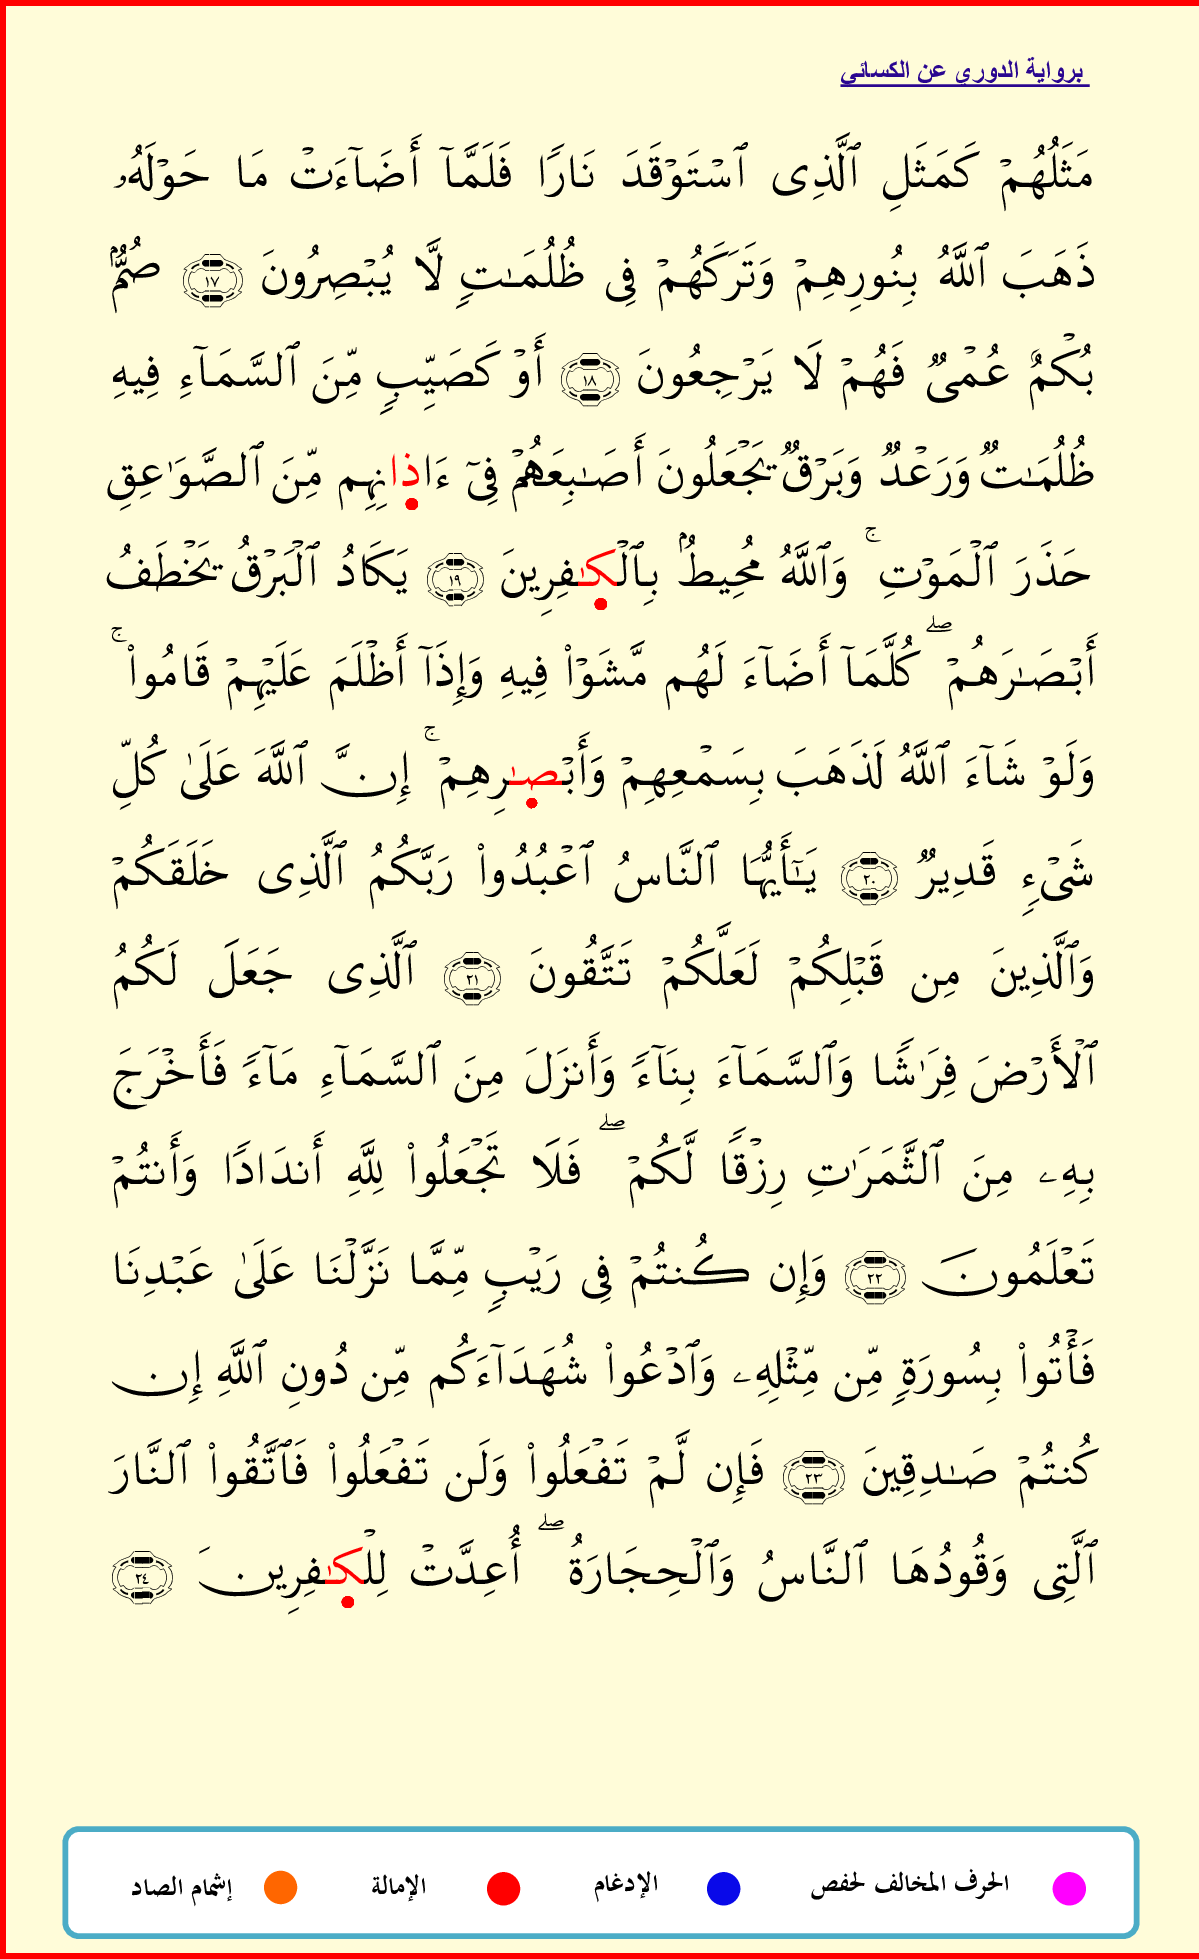 برواية الدوري عن الكسائي
مَثَلُهُمْ كَمَثَلِ ٱلَّذِى ٱسْتَوْقَدَ نَارًا فَلَمَّآ أَضَآءَتْ مَا حَوْلَهُۥ
ذَهَبَ ٱللَّهُ بِنُورِهِمْ وَتَرَكَهُمْ فِى ظُلُمَـٰتٍ لَّا يُبْصِرُونَ ١٧ صُمٌّۢ
بُكْمٌ عُمْىٌ فَهُمْ لَا يَرْجِعُونَ ١٨ أَوْ كَصَيِّبٍ مِّنَ ٱلسَّمَآءِ فِيهِ
ظُلُمَـٰتٌ وَرَعْدٌ وَبَرْقٌ يَجْعَلُونَ أَصَـٰبِعَهُمْ فِىٓ ءَاذَانِهِم مِّنَ ٱلصَّوَٰعِقِ
حَذَرَ ٱلْمَوْتِ ۚ وَٱللَّهُ مُحِيطٌۢ بِٱلْكَـٰفِرِينَ ١٩ يَكَادُ ٱلْبَرْقُ يَخْطَفُ
أَبْصَـٰرَهُمْ ۖ كُلَّمَآ أَضَآءَ لَهُم مَّشَوْا۟ فِيهِ وَإِذَآ أَظْلَمَ عَلَيْهِمْ قَامُوا۟ ۚ
وَلَوْ شَآءَ ٱللَّهُ لَذَهَبَ بِسَمْعِهِمْ وَأَبْصـٰرِهِمْ ۚ إِنَّ ٱللَّهَ عَلَىٰ كُلِّ
شَىْءٍ قَدِيرٌ ٢٠ يَـٰٓأَيُّهَا ٱلنَّاسُ ٱعْبُدُوا۟ رَبَّكُمُ ٱلَّذِى خَلَقَكُمْ
وَٱلَّذِينَ مِن قَبْلِكُمْ لَعَلَّكُمْ تَتَّقُونَ ٢١ ٱلَّذِى جَعَلَ لَكُمُ
ٱلْأَرْضَ فِرَٰشًا وَٱلسَّمَآءَ بِنَآءً وَأَنزَلَ مِنَ ٱلسَّمَآءِ مَآءً فَأَخْرَجَ
بِهِۦ مِنَ ٱلثَّمَرَٰتِ رِزْقًا لَّكُمْ ۖ فَلَا تَجْعَلُوا۟ لِلَّهِ أَندَادًا وَأَنتُمْ
تَعْلَمُونَ ٢٢ وَإِن كُنتُمْ فِى رَيْبٍ مِّمَّا نَزَّلْنَا عَلَىٰ عَبْدِنَا
فَأْتُوا۟ بِسُورَةٍ مِّن مِّثْلِهِۦ وَٱدْعُوا۟ شُهَدَآءَكُم مِّن دُونِ ٱللَّهِ إِن
كُنتُمْ صَـٰدِقِينَ ٢٣ فَإِن لَّمْ تَفْعَلُوا۟ وَلَن تَفْعَلُوا۟ فَٱتَّقُوا۟ ٱلنَّارَ
ٱلَّتِى وَقُودُهَا ٱلنَّاسُ وَٱلْحِجَارَةُ ۖ أُعِدَّتْ لِلْكَـٰفِرِينَ ٢٤
الحرف المخالف لحفص الإدغام الإمالة إشمام الصاد